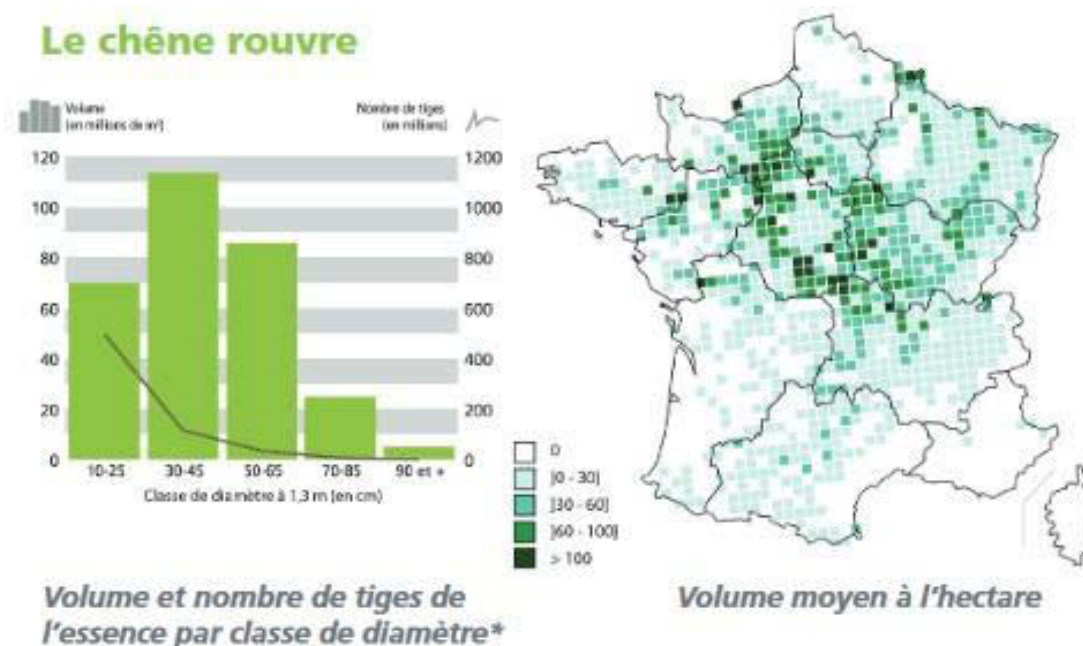 Le chêne rouvre
Volume
(en millions de m³)
Nombre de tiges
(en millions)
120
1200
100
1000
80
800
60
600
40
400
20
200
0
0
10-25
30-45
50-65
70-85
90 et +
Classe de diamètre à 1,3 m (en cm)
0
]0 - 30]
]30 - 60]
]60 - 100]
> 100
Volume et nombre de tiges de
l'essence par classe de diamètre*
Volume moyen à l'hectare